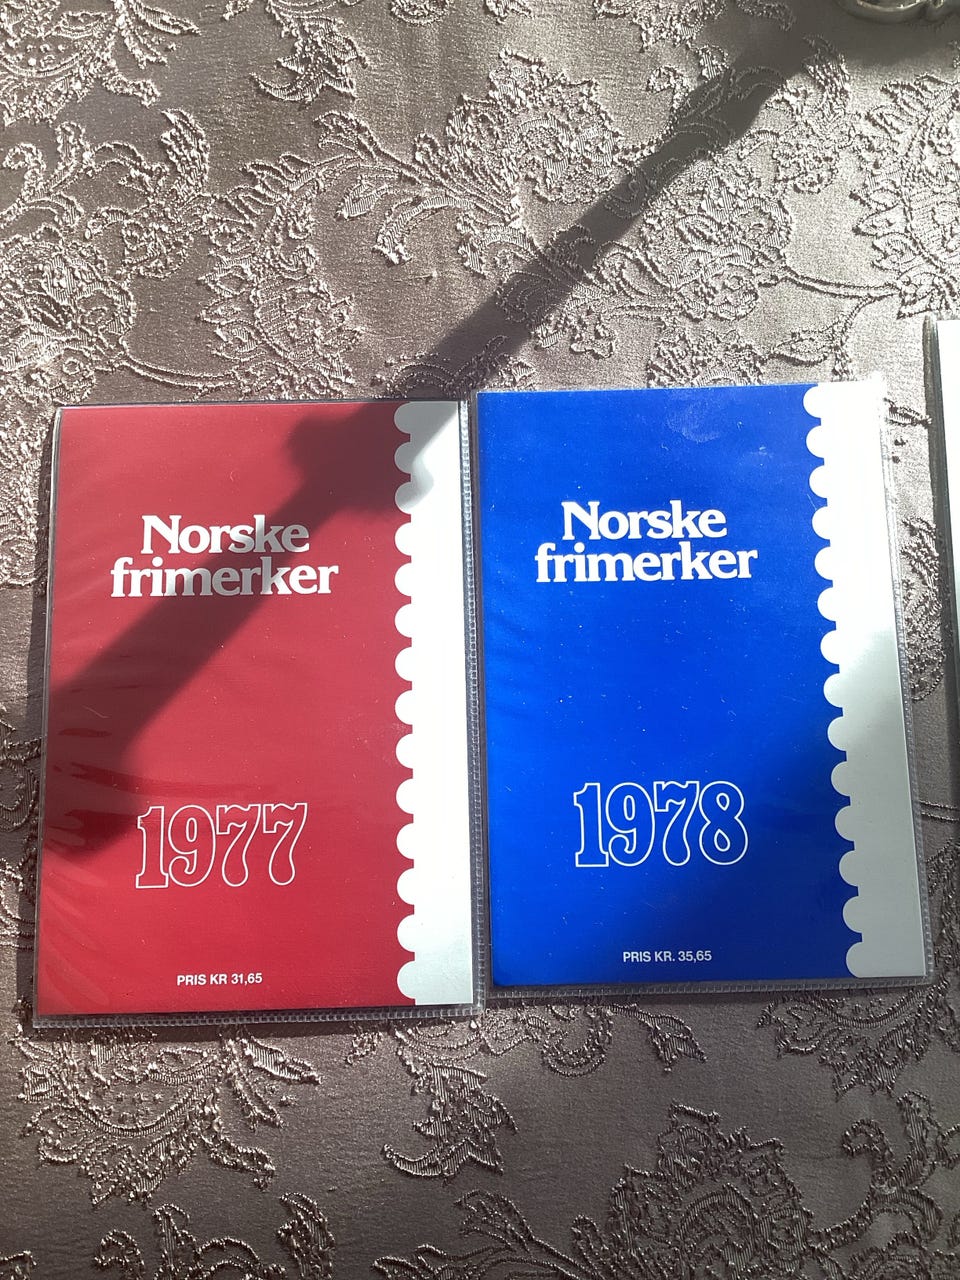 Norske
frimerker
1977
PRIS KR 31,65
Norske
frimerker
1978
PRIS KR. 35,65